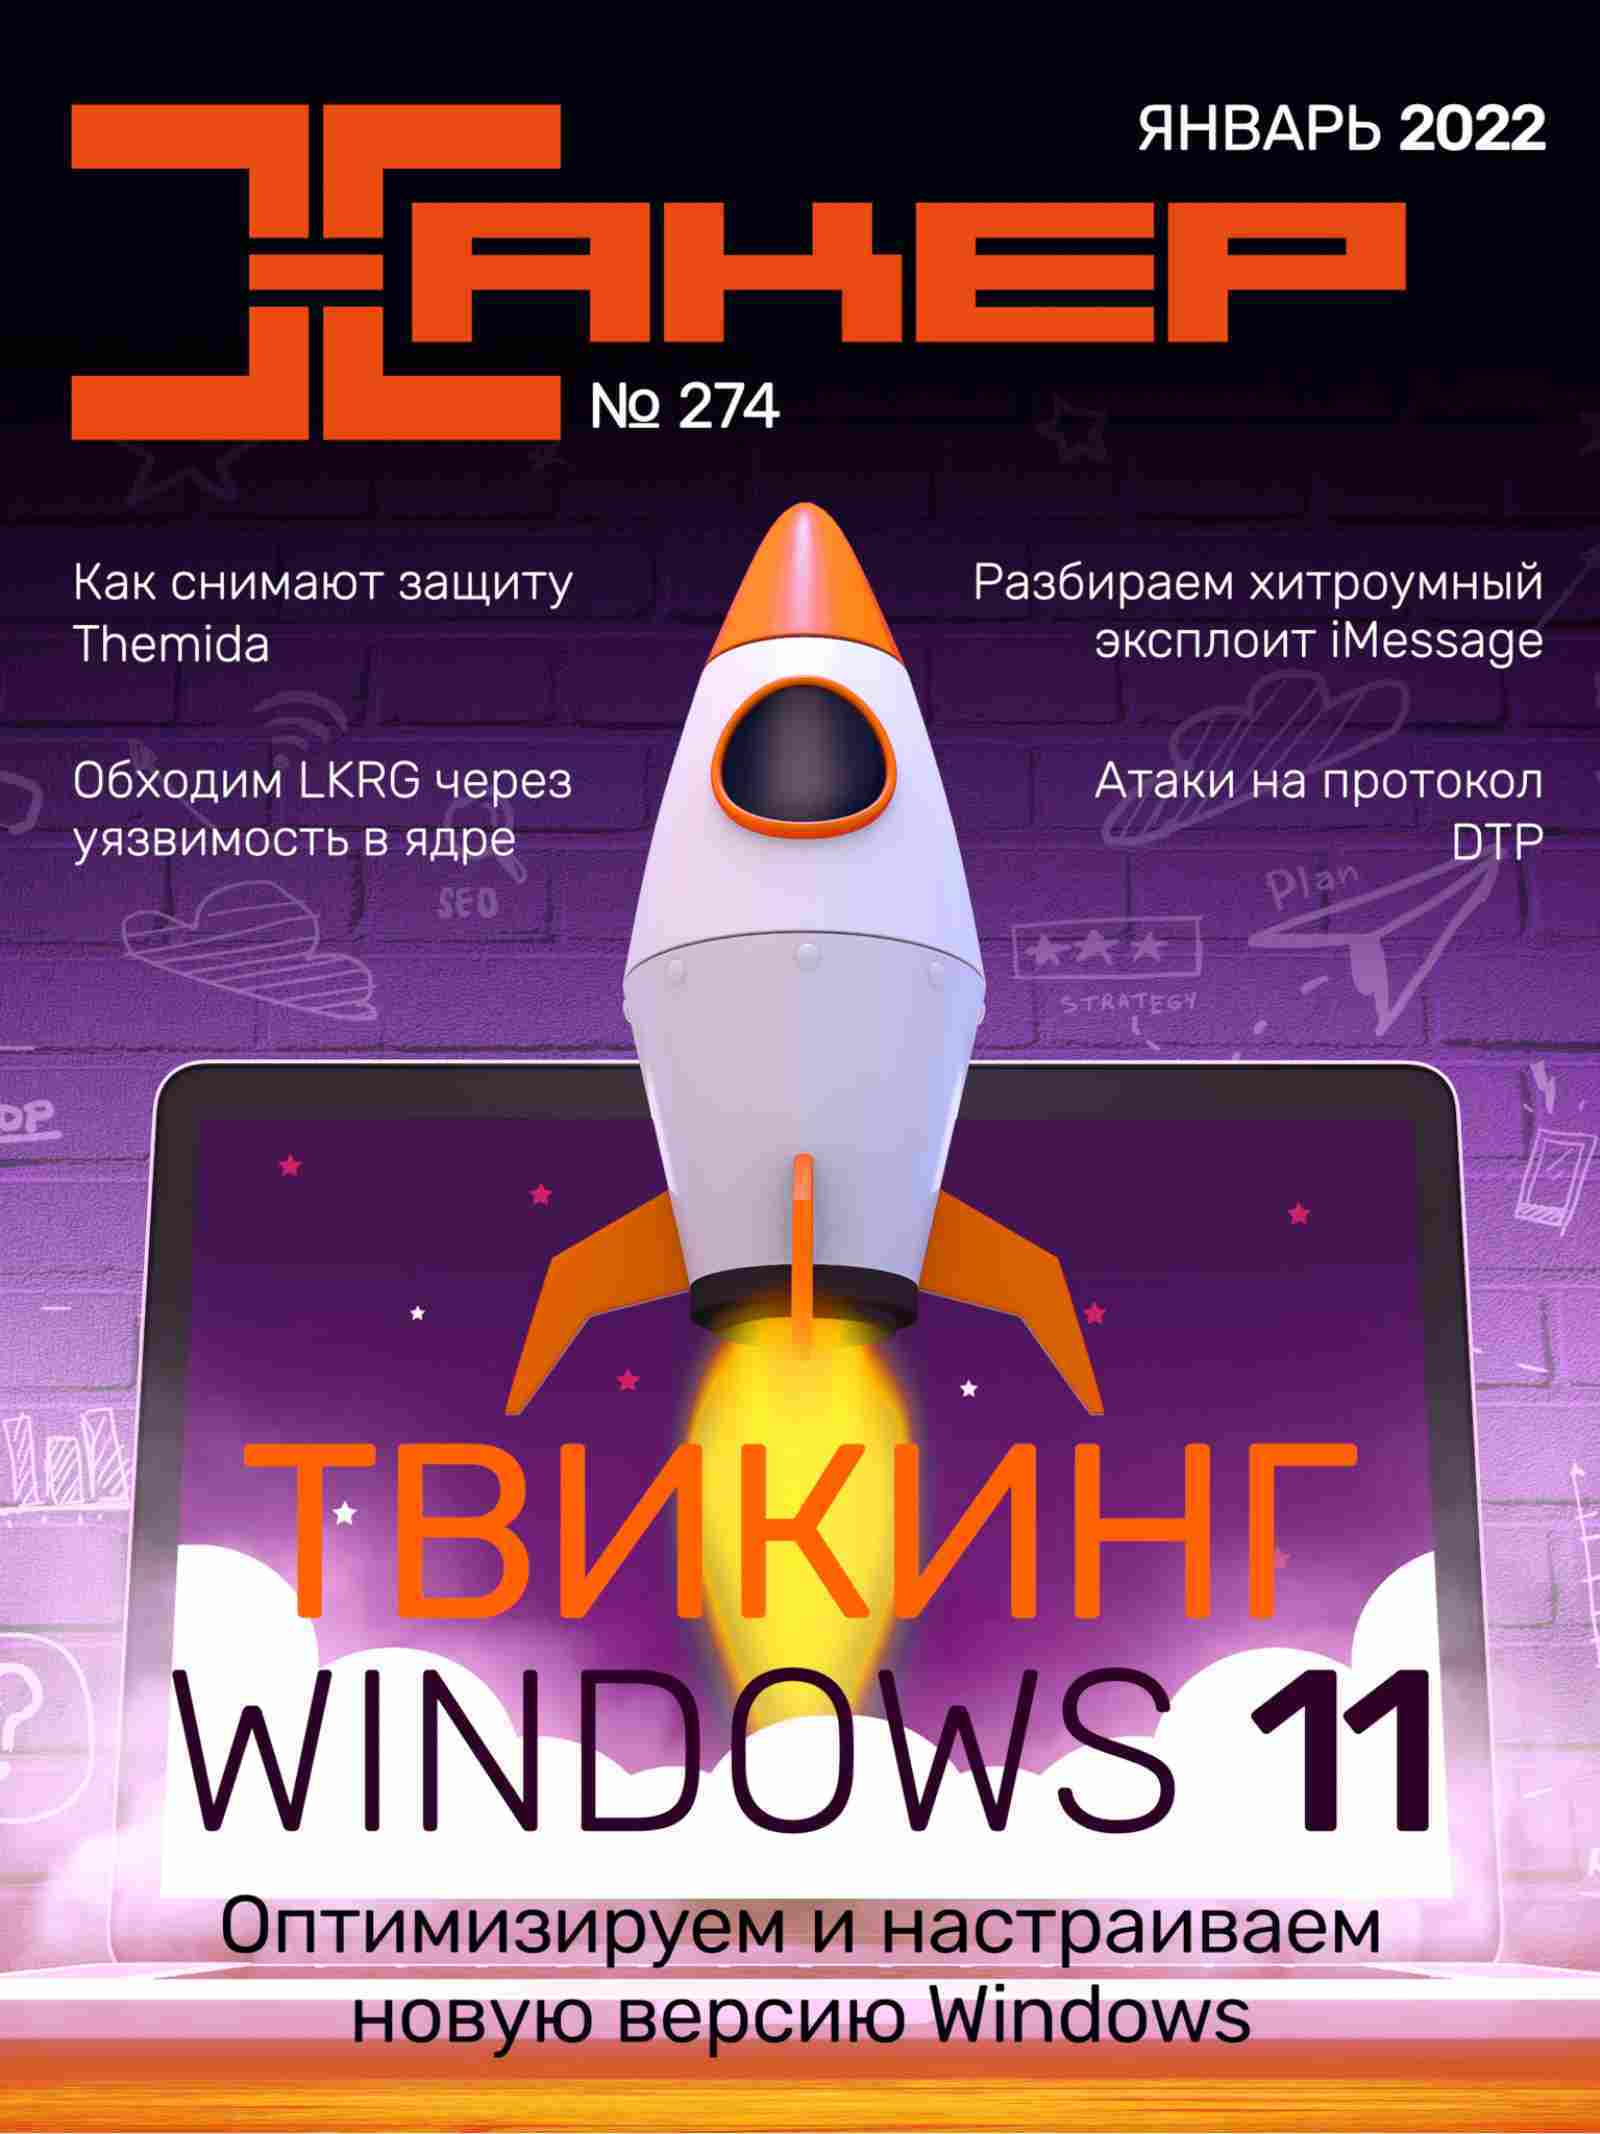 ЯНВАРЬ 2022
ХАКЕР
№ 274
Как снимают защиту
Themida
Обходим LKRG через
уязвимость в ядре
Разбираем хитроумный
эксплоит iMessage
Атаки на протокол
DTP
SEO
Plan
STRATEGY
ТВИКИНГ
WINDOWS 11
Оптимизируем и настраиваем
новую версию Windows